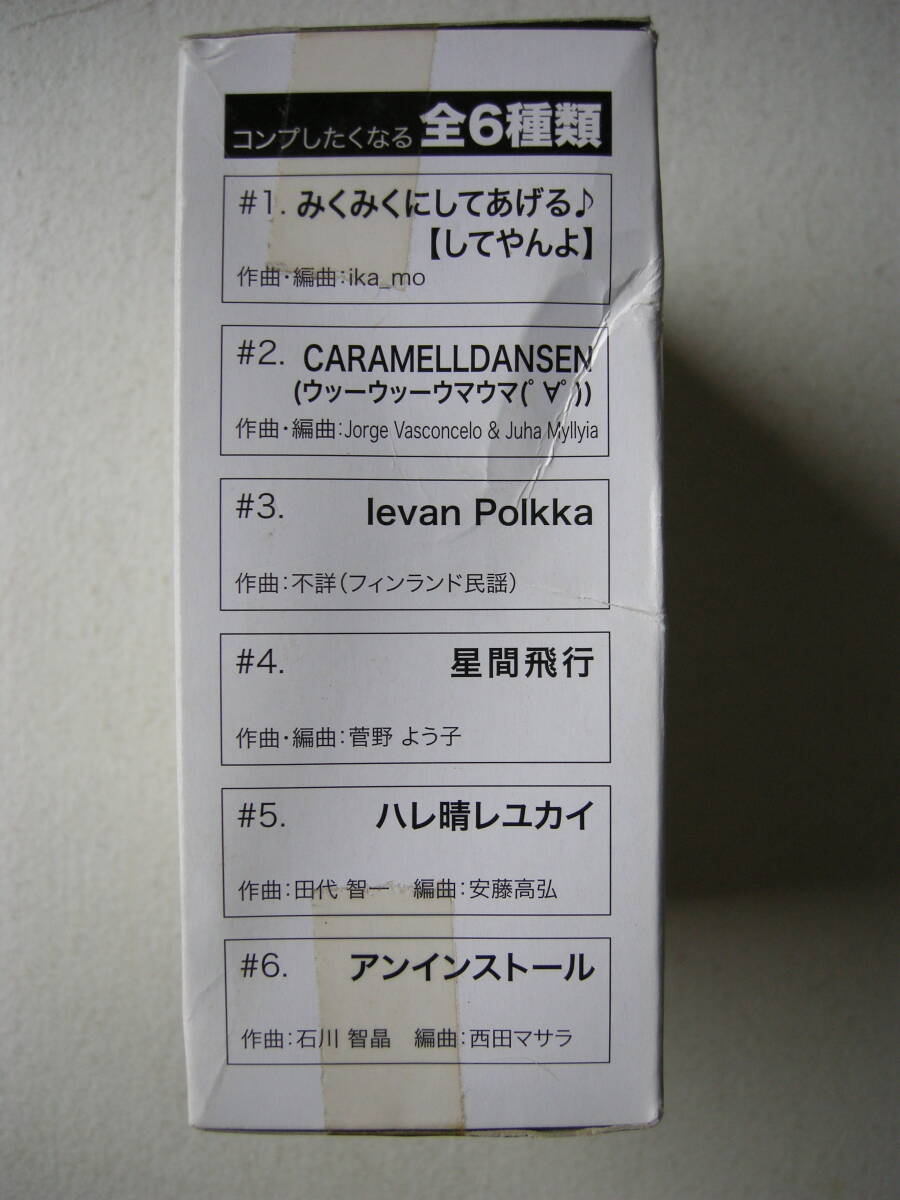 コンプしたくなる 全6種類
#1. みくみくにしてあげる♪
【してやんよ】
作曲・編曲:ika_mo
#2. CARAMELLDANSEN
(ウッーウッーウマウマ(ﾟ∀ﾟ))
作曲・編曲:Jorge Vasconcelo & Juha Myllyia
#3. Ievan Polkka
作曲:不詳(フィンランド民謡)
#4. 星間飛行
作曲・編曲:菅野 よう子
#5. ハレ晴レユカイ
作曲:田代 智一 編曲:安藤高弘
#6. アンインストール
作曲:石川 智晶 編曲:西田マサラ